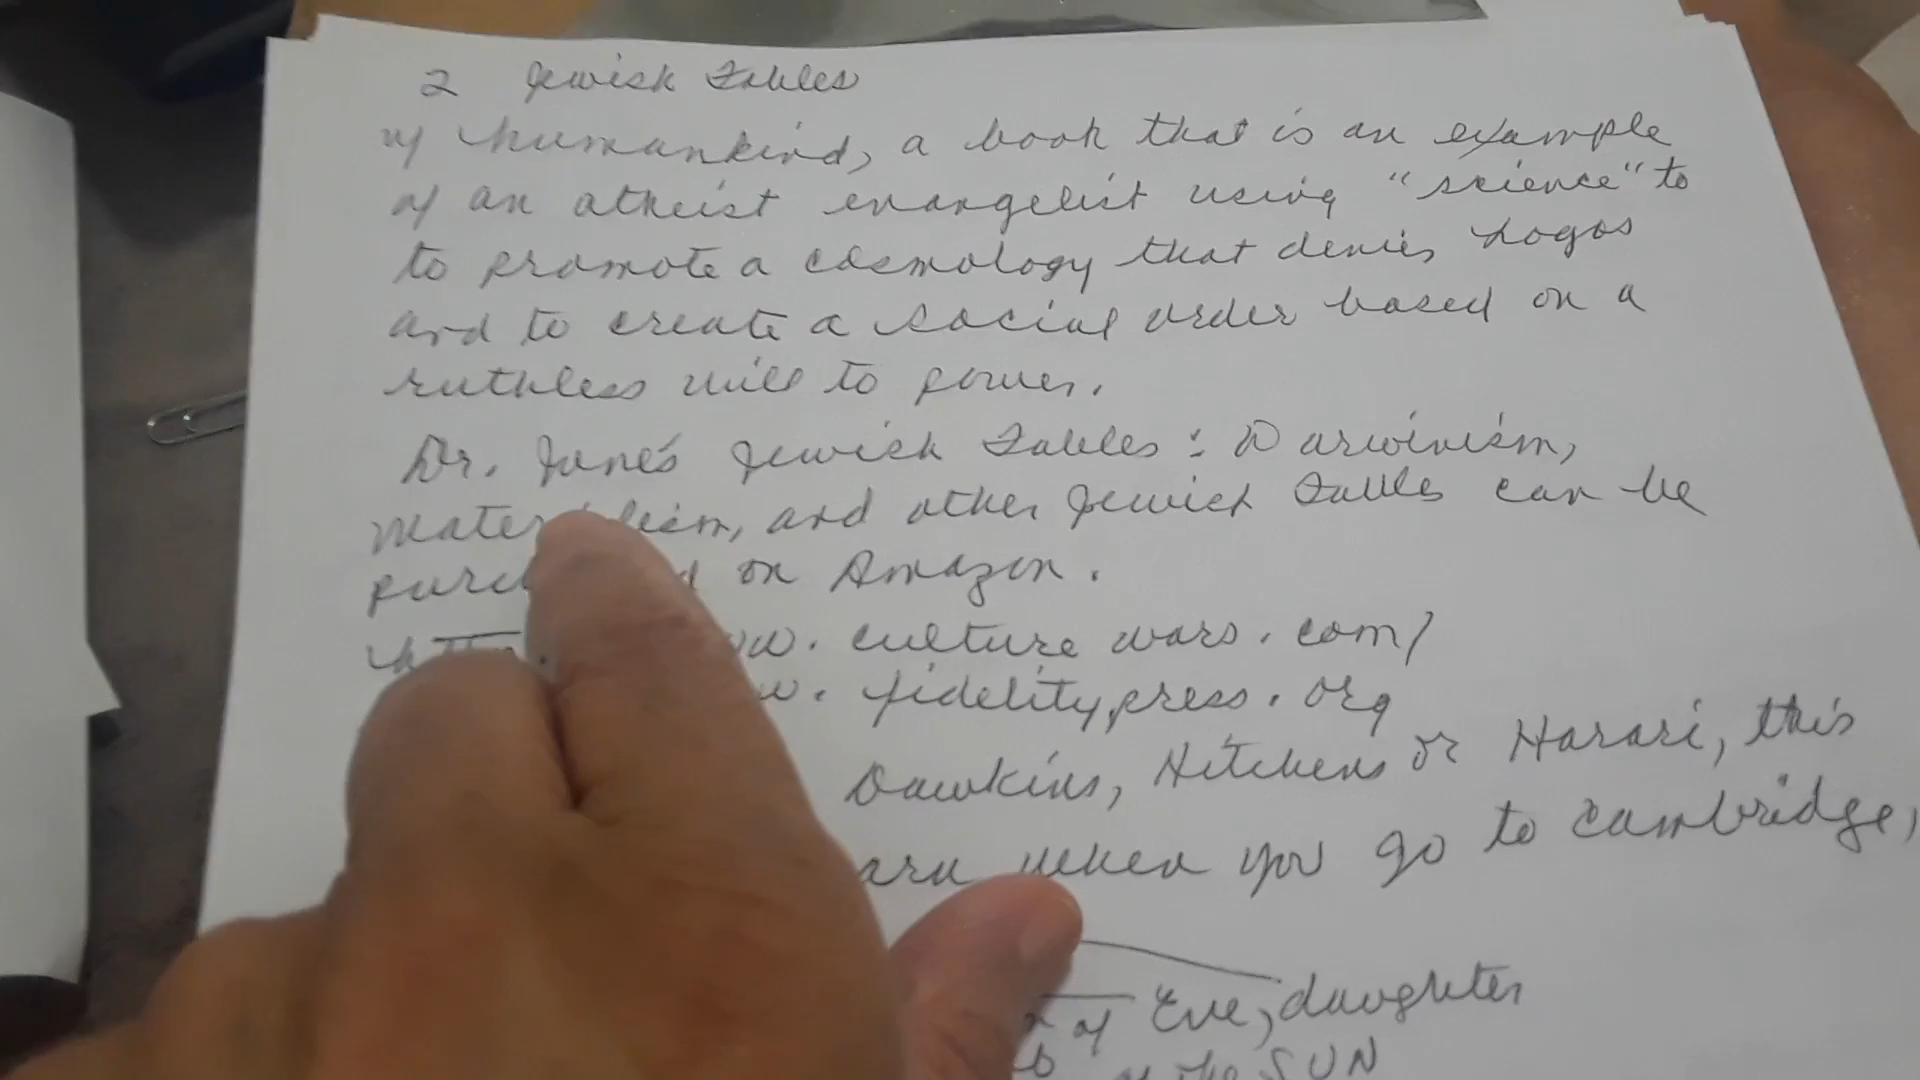 2 Jewish Fables
of humankind, a book that is an example
of an atheist evangelist using "science" to
to promote a cosmology that denies Logos
and to create a social order based on a
ruthless will to power.
Dr. Jone's Jewish Fables : Darwinism,
and other Jewish Fables can be
on Amazon.
. culture wars . com/
. fidelitypress . org
Dawkins, Hitchens or Harari, this
when you go to Cambridge,
of Eve, daughter
the SUN